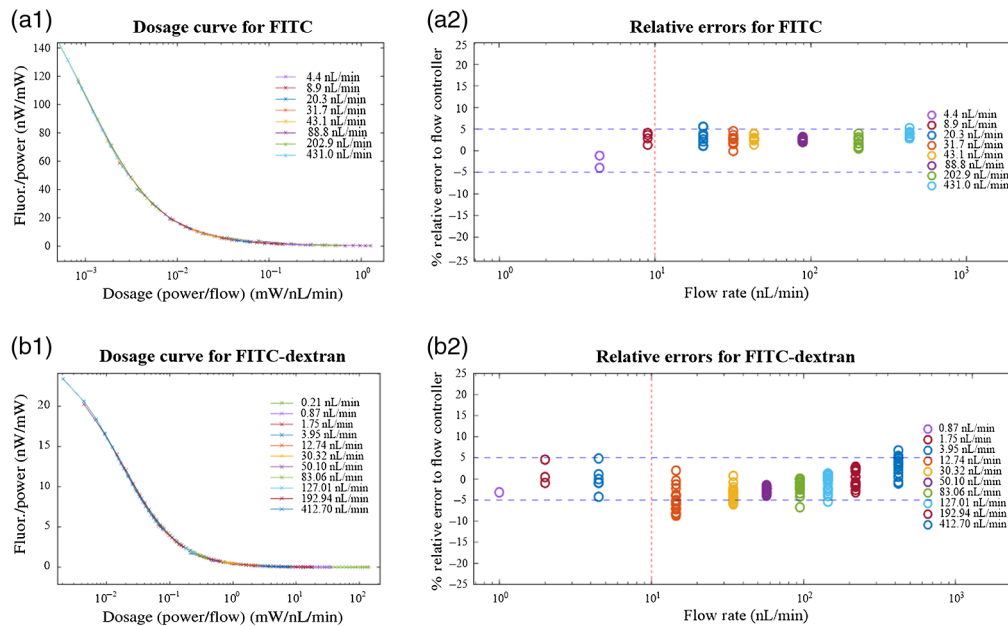 (a1)
Dosage curve for FITC
Fluor./power (nW/mW)
140
120
100
80
60
40
20
0
4.4 nL/min
8.9 nL/min
20.3 nL/min
31.7 nL/min
43.1 nL/min
88.8 nL/min
202.9 nL/min
431.0 nL/min
10⁻³
10⁻²
10⁻¹
10⁰
Dosage (power/flow) (mW/nL/min)
(a2)
Relative errors for FITC
% relative error to flow controller
25
20
15
10
5
0
−5
−10
−15
−20
−25
4.4 nL/min
8.9 nL/min
20.3 nL/min
31.7 nL/min
43.1 nL/min
88.8 nL/min
202.9 nL/min
431.0 nL/min
10⁰
10¹
10²
10³
Flow rate (nL/min)
(b1)
Dosage curve for FITC-dextran
Fluor./power (nW/mW)
20
15
10
5
0
0.21 nL/min
0.87 nL/min
1.75 nL/min
3.95 nL/min
12.74 nL/min
30.32 nL/min
50.10 nL/min
83.06 nL/min
127.01 nL/min
192.94 nL/min
412.70 nL/min
10⁻²
10⁻¹
10⁰
10¹
10²
Dosage (power/flow) (mW/nL/min)
(b2)
Relative errors for FITC-dextran
% relative error to flow controller
25
20
15
10
5
0
−5
−10
−15
−20
−25
0.87 nL/min
1.75 nL/min
3.95 nL/min
12.74 nL/min
30.32 nL/min
50.10 nL/min
83.06 nL/min
127.01 nL/min
192.94 nL/min
412.70 nL/min
10⁰
10¹
10²
10³
Flow rate (nL/min)